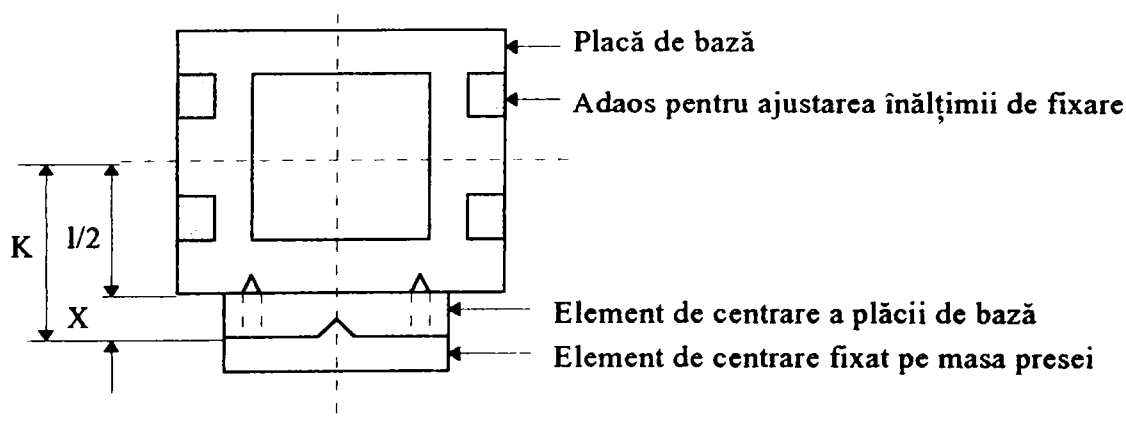 Placă de bază
Adaos pentru ajustarea înălțimii de fixare
K
l/2
X
Element de centrare a plăcii de bază
Element de centrare fixat pe masa presei